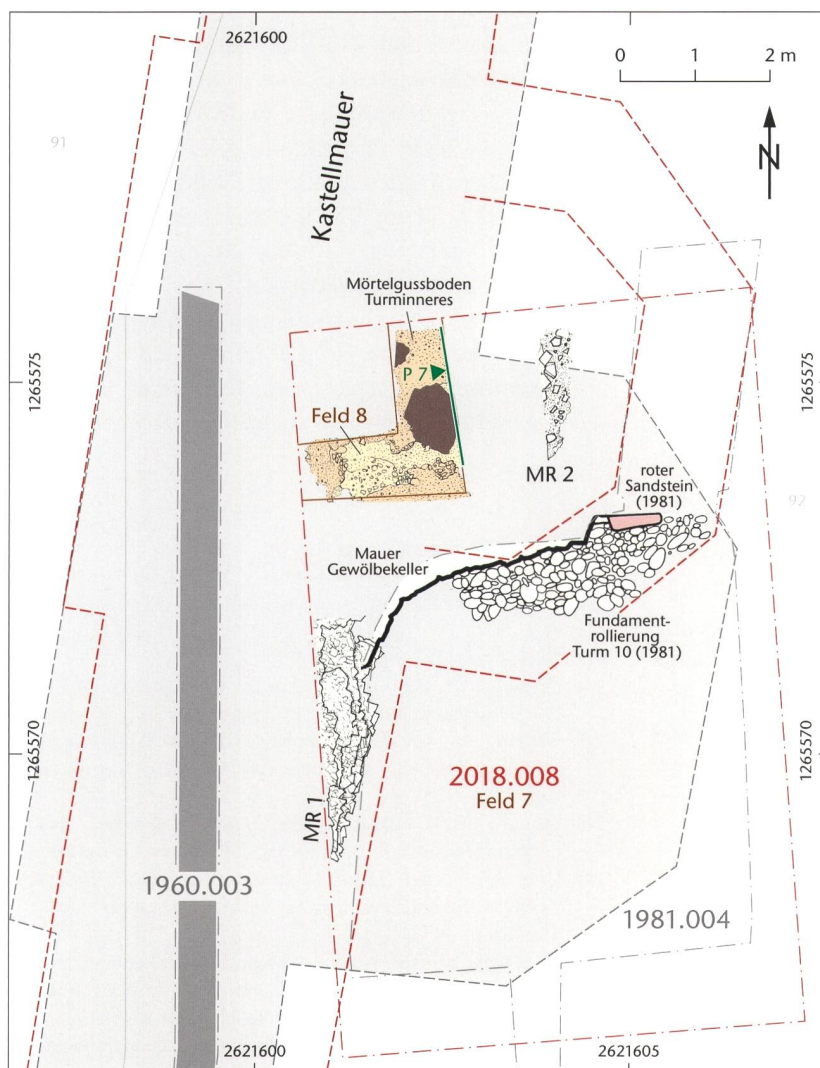 2621600
0 1 2 m
91
Kastellmauer
N
Mörtelgussboden
Turminneres
1265575
1265575
P 7
Feld 8
MR 2
roter
Sandstein
(1981)
92
Mauer
Gewölbekeller
Fundament-
rollierung
Turm 10 (1981)
1265570
1265570
2018.008
Feld 7
MR 1
1960.003
1981.004
2621600
2621605